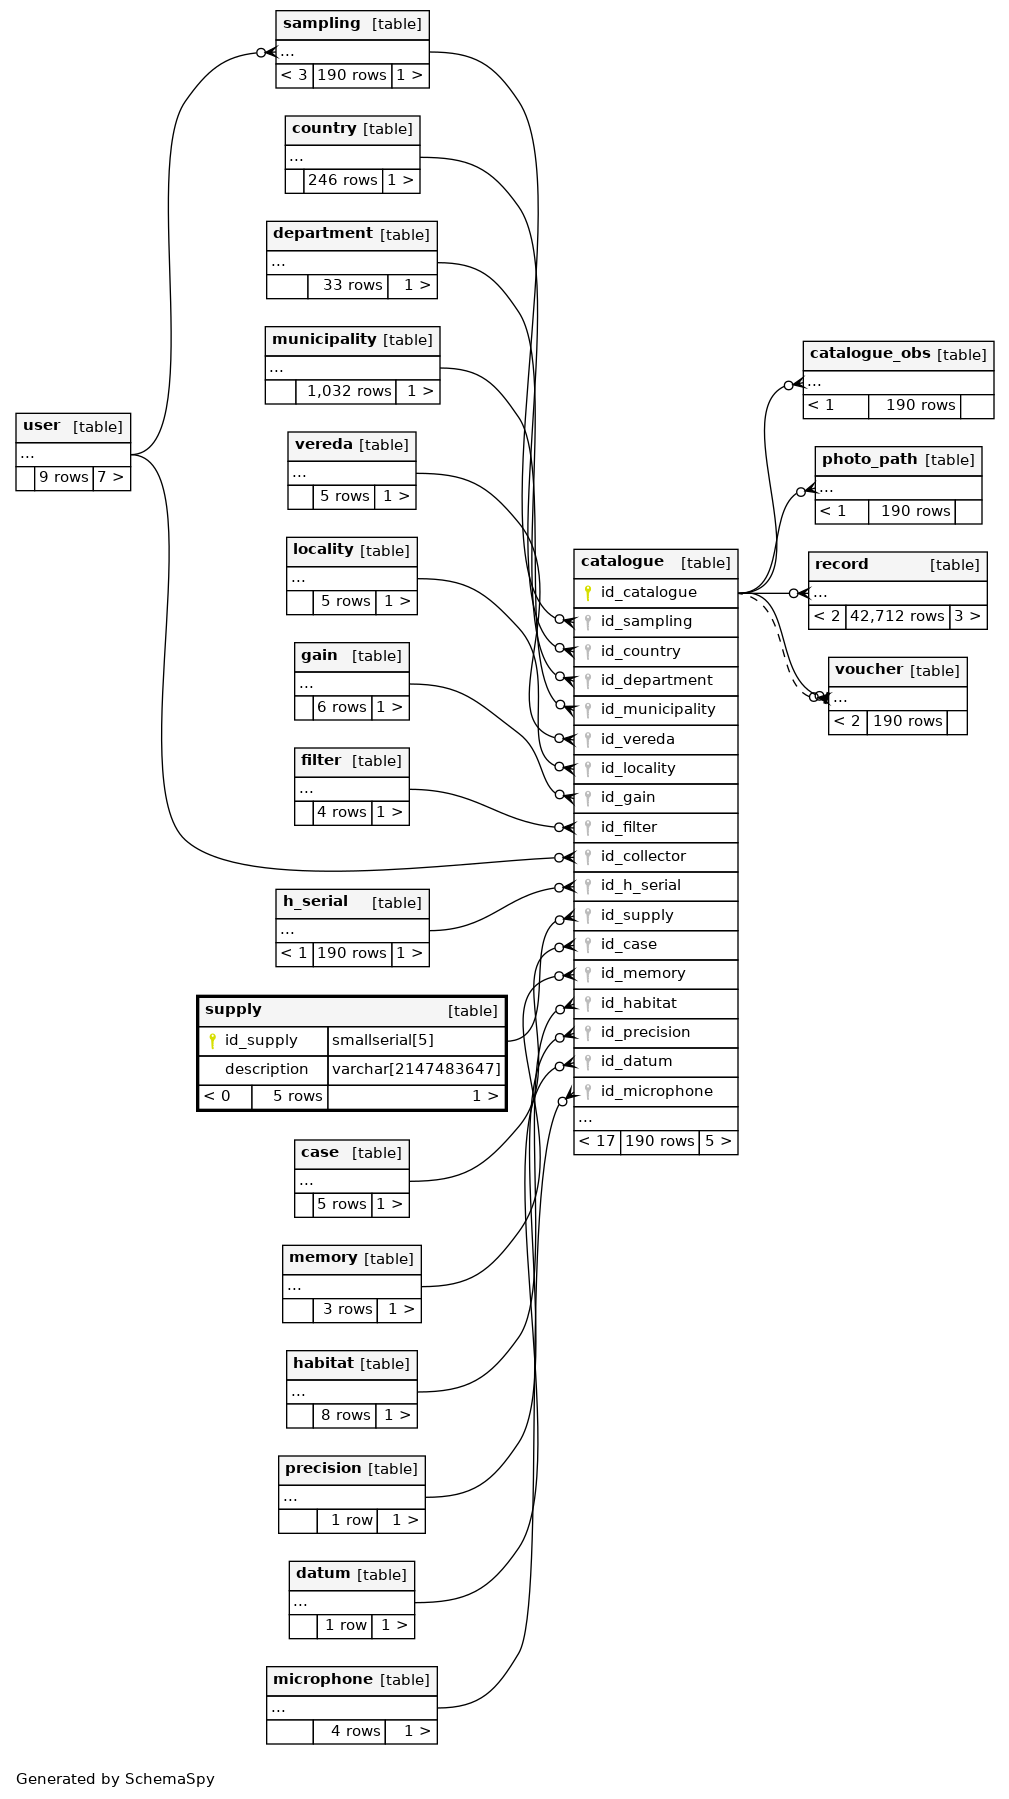 sampling [table]
...
< 3 190 rows 1 >
country [table]
...
246 rows 1 >
department [table]
...
33 rows 1 >
municipality [table]
...
1,032 rows 1 >
user [table]
...
9 rows 7 >
vereda [table]
...
5 rows 1 >
locality [table]
...
5 rows 1 >
gain [table]
...
6 rows 1 >
filter [table]
...
4 rows 1 >
h_serial [table]
...
< 1 190 rows 1 >
supply [table]
id_supply smallserial[5]
description varchar[2147483647]
< 0 5 rows 1 >
case [table]
...
5 rows 1 >
memory [table]
...
3 rows 1 >
habitat [table]
...
8 rows 1 >
precision [table]
...
1 row 1 >
datum [table]
...
1 row 1 >
microphone [table]
...
4 rows 1 >
catalogue [table]
id_catalogue
id_sampling
id_country
id_department
id_municipality
id_vereda
id_locality
id_gain
id_filter
id_collector
id_h_serial
id_supply
id_case
id_memory
id_habitat
id_precision
id_datum
id_microphone
...
< 17 190 rows 5 >
catalogue_obs [table]
...
< 1 190 rows
photo_path [table]
...
< 1 190 rows
record [table]
...
< 2 42,712 rows 3 >
voucher [table]
...
< 2 190 rows
Generated by SchemaSpy